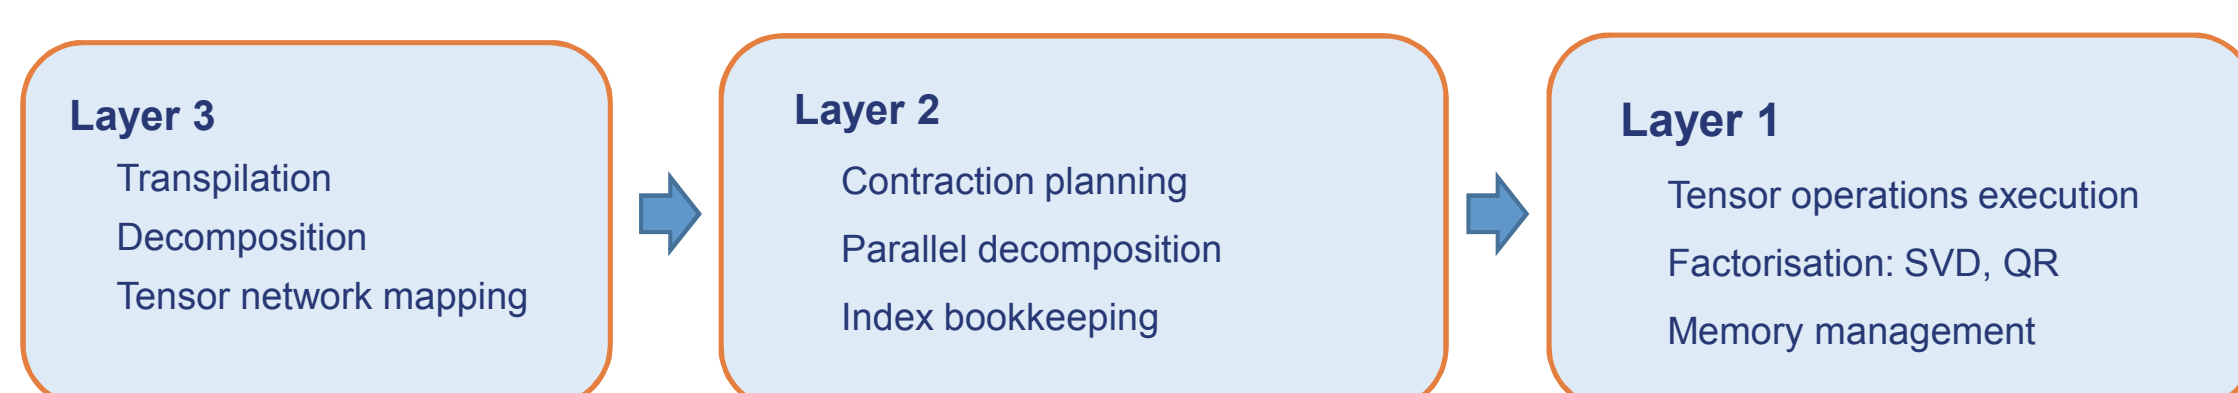 Layer 3
Transpilation
Decomposition
Tensor network mapping
Layer 2
Contraction planning
Parallel decomposition
Index bookkeeping
Layer 1
Tensor operations execution
Factorisation: SVD, QR
Memory management